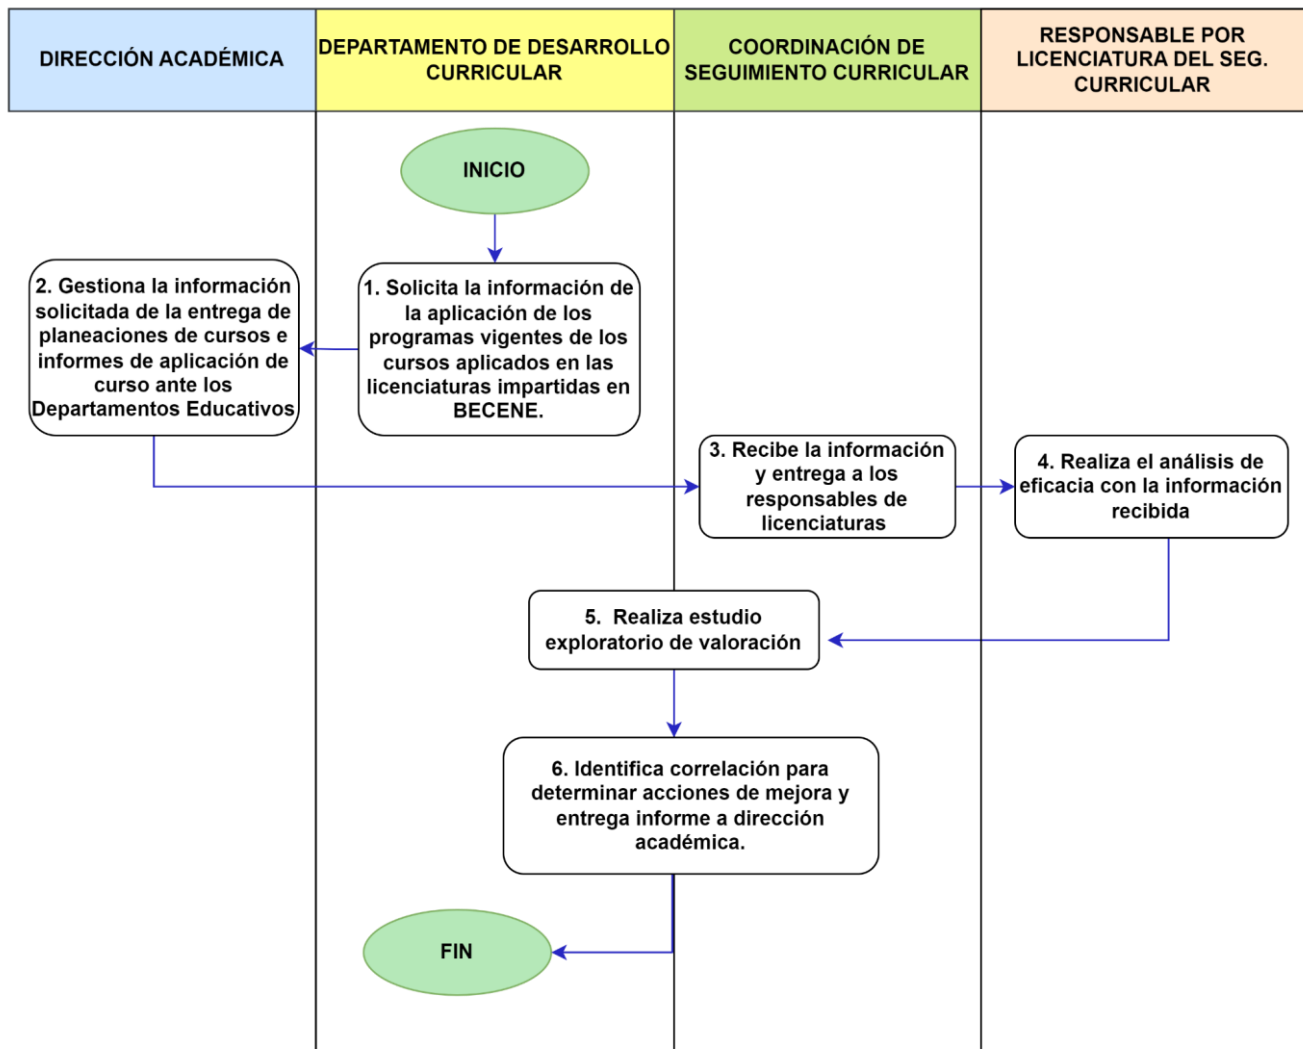 DIRECCIÓN ACADÉMICA
DEPARTAMENTO DE DESARROLLO
CURRICULAR
COORDINACIÓN DE
SEGUIMIENTO CURRICULAR
RESPONSABLE POR
LICENCIATURA DEL SEG.
CURRICULAR
INICIO
1. Solicita la información de
la aplicación de los
programas vigentes de los
cursos aplicados en las
licenciaturas impartidas en
BECENE.
2. Gestiona la información
solicitada de la entrega de
planeaciones de cursos e
informes de aplicación de
curso ante los
Departamentos Educativos
3. Recibe la información
y entrega a los
responsables de
licenciaturas
4. Realiza el análisis de
eficacia con la información
recibida
5. Realiza estudio
exploratorio de valoración
6. Identifica correlación para
determinar acciones de mejora y
entrega informe a dirección
académica.
FIN